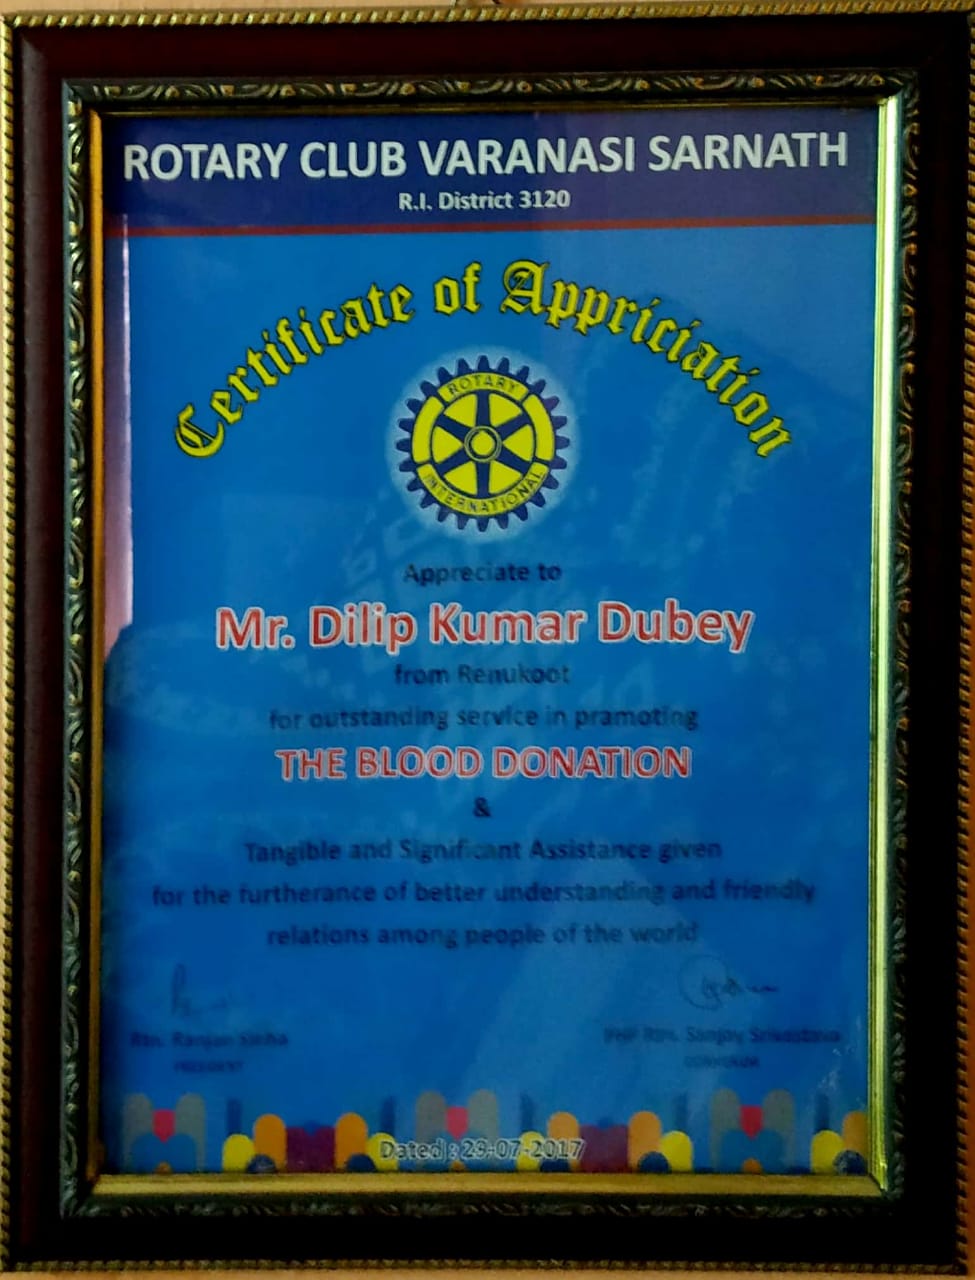 ROTARY CLUB VARANASI SARNATH
R.I. District 3120
Certificate of Appriciation
ROTARY
INTERNATIONAL
Appreciate to
Mr. Dilip Kumar Dubey
from Renukoot
for outstanding service in pramoting
THE BLOOD DONATION
&
Tangible and Significant Assistance given
for the furtherance of better understanding and friendly
relations among people of the world
Rtn. Ranjan Sinha
PHF Rtn. Sanjay Srivastava
PRESIDENT
Dated : 29-07-2017